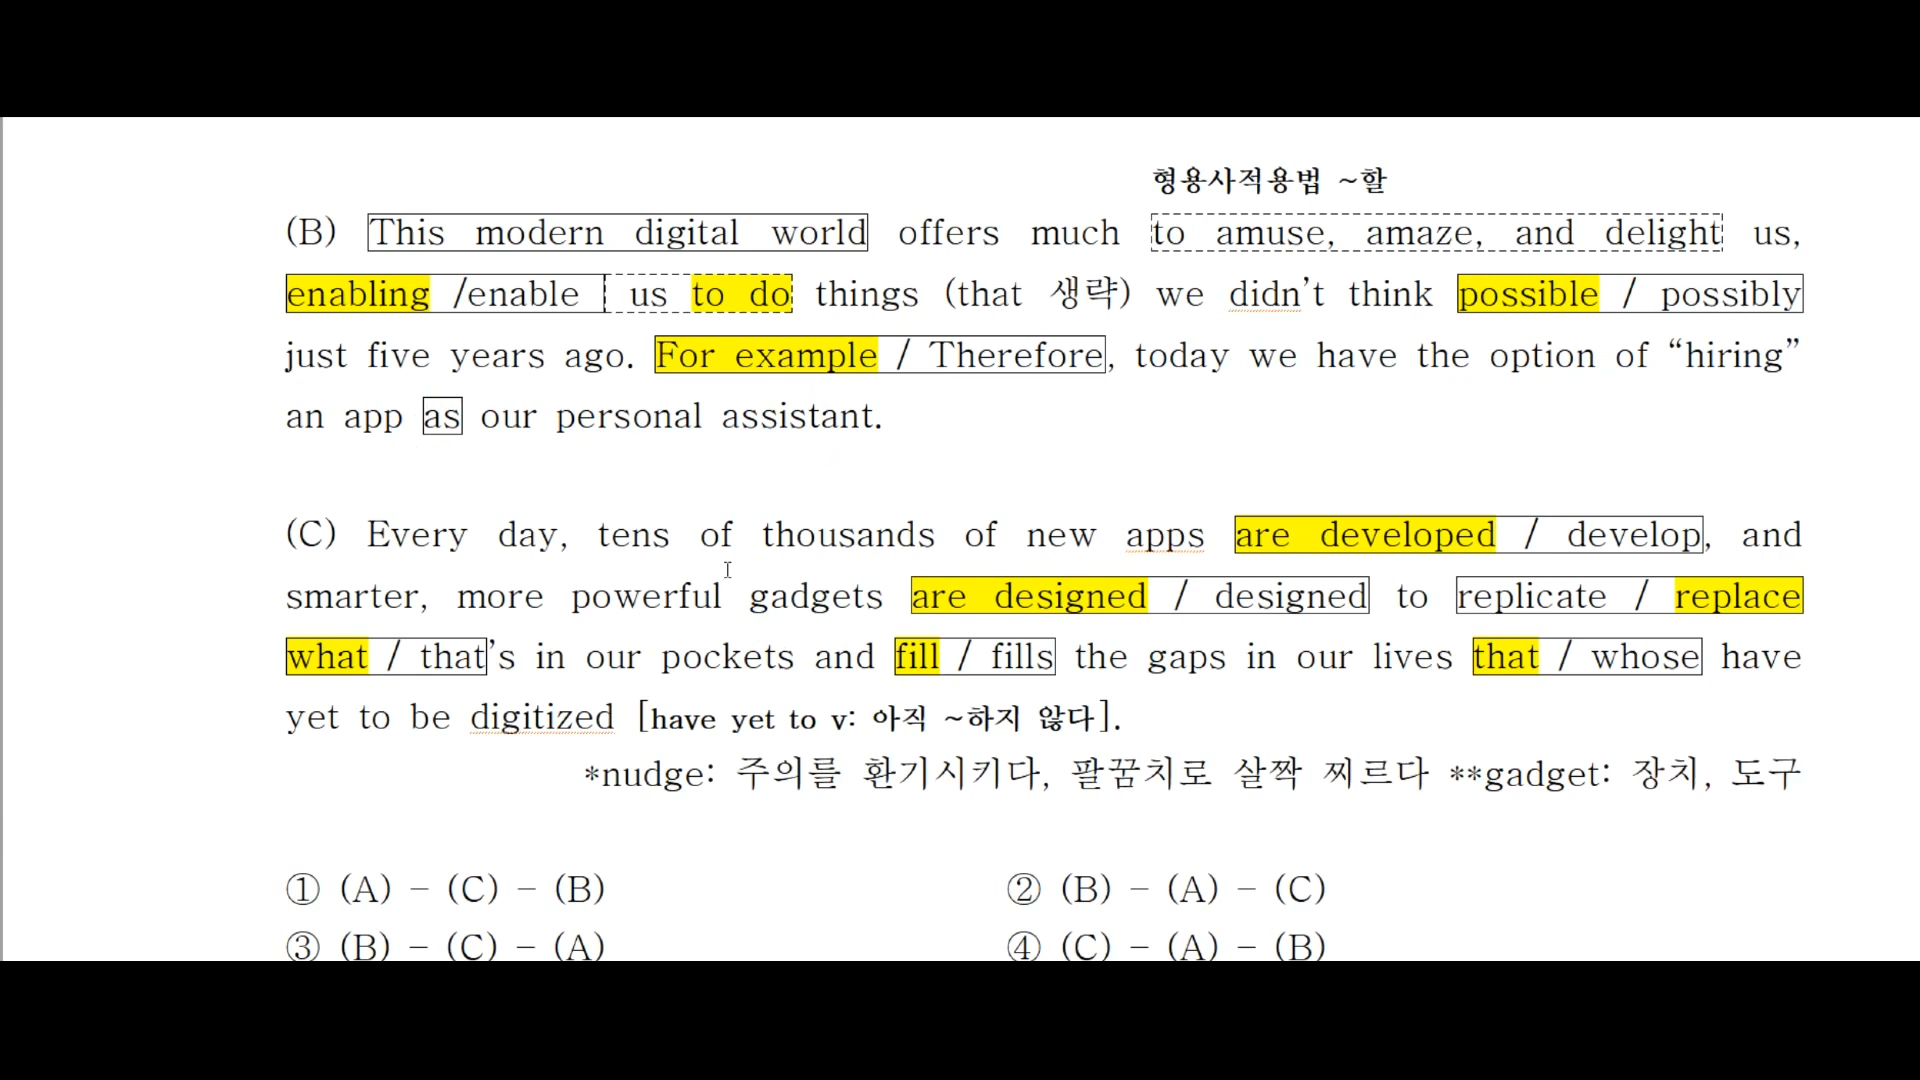 형용사적용법 ~할
(B) This modern digital world offers much to amuse, amaze, and delight us,
enabling /enable us to do things (that 생략) we didn't think possible / possibly
just five years ago. For example / Therefore, today we have the option of “hiring”
an app as our personal assistant.
(C) Every day, tens of thousands of new apps are developed / develop, and
smarter, more powerful gadgets are designed / designed to replicate / replace
what / that's in our pockets and fill / fills the gaps in our lives that / whose have
yet to be digitized [have yet to v: 아직 ~하지 않다].
*nudge: 주의를 환기시키다, 팔꿈치로 살짝 찌르다 **gadget: 장치, 도구
① (A) - (C) - (B) ② (B) - (A) - (C)
③ (B) - (C) - (A) ④ (C) - (A) - (B)